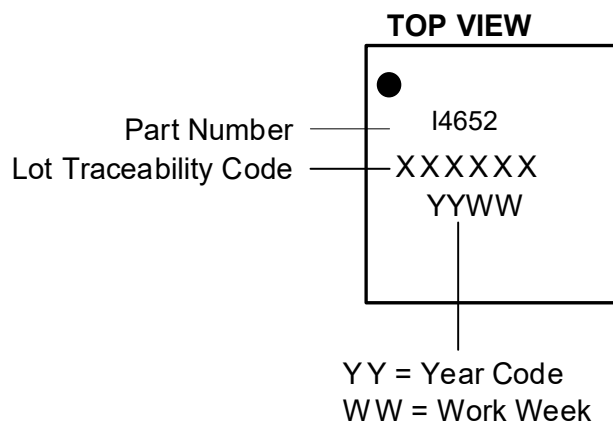 TOP VIEW
Part Number
I4652
Lot Traceability Code
XXXXXX
YYWW
YY = Year Code
WW = Work Week